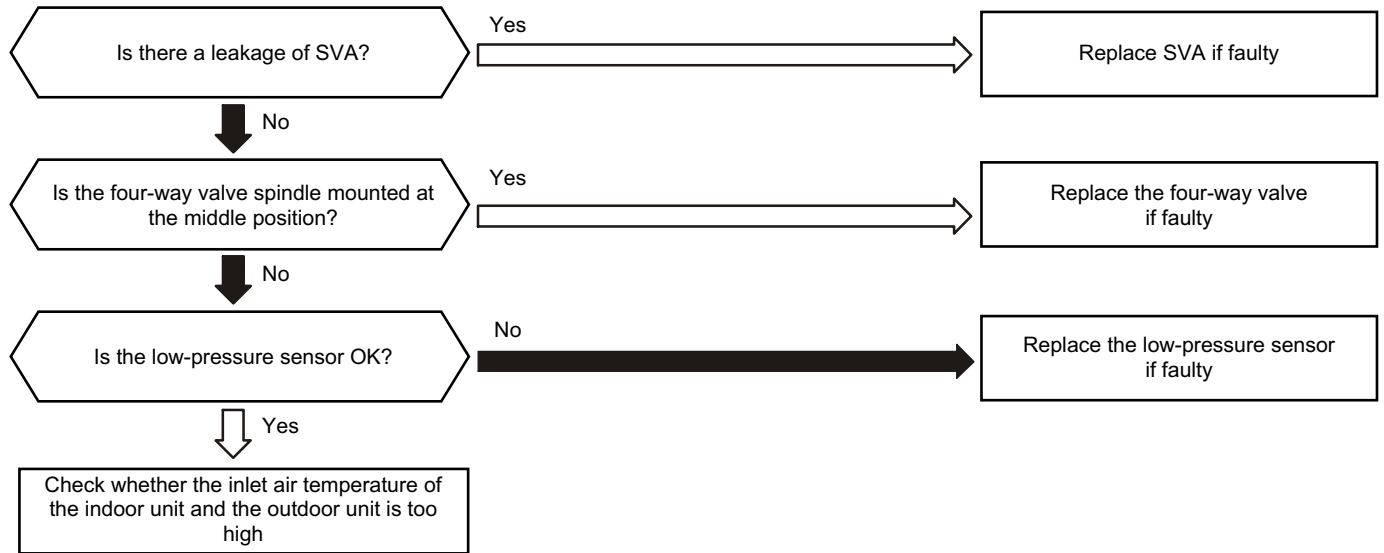 Is there a leakage of SVA?
Yes
Replace SVA if faulty
No
Is the four-way valve spindle mounted at
the middle position?
Yes
Replace the four-way valve
if faulty
No
Is the low-pressure sensor OK?
No
Replace the low-pressure sensor
if faulty
Yes
Check whether the inlet air temperature of
the indoor unit and the outdoor unit is too
high